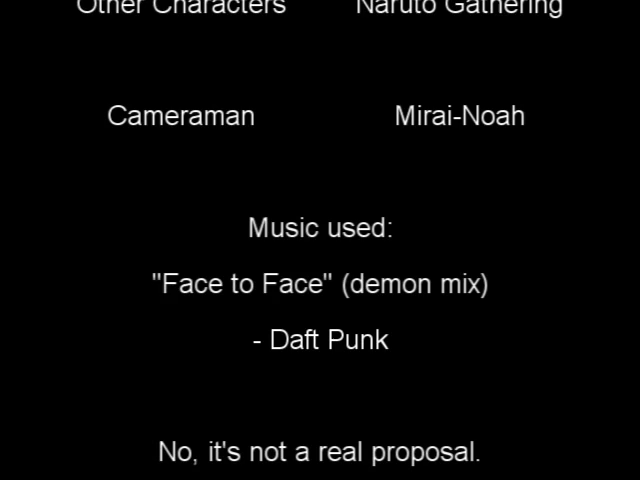 Other Characters Naruto Gathering
Cameraman Mirai-Noah
Music used:
"Face to Face" (demon mix)
- Daft Punk
No, it's not a real proposal.